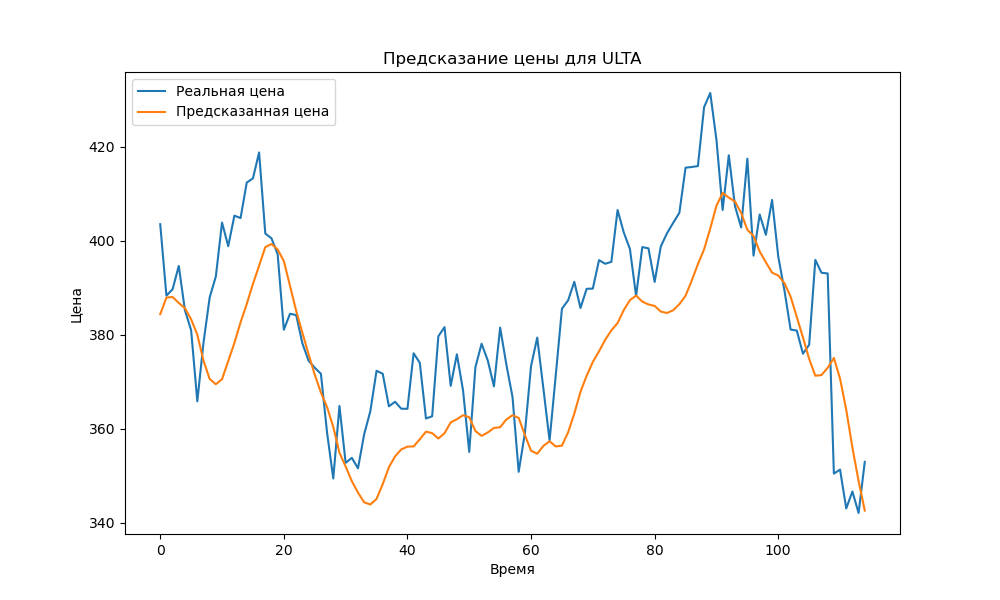 Предсказание цены для ULTA
Реальная цена
Предсказанная цена
Цена
420
400
380
360
340
0 20 40 60 80 100
Время